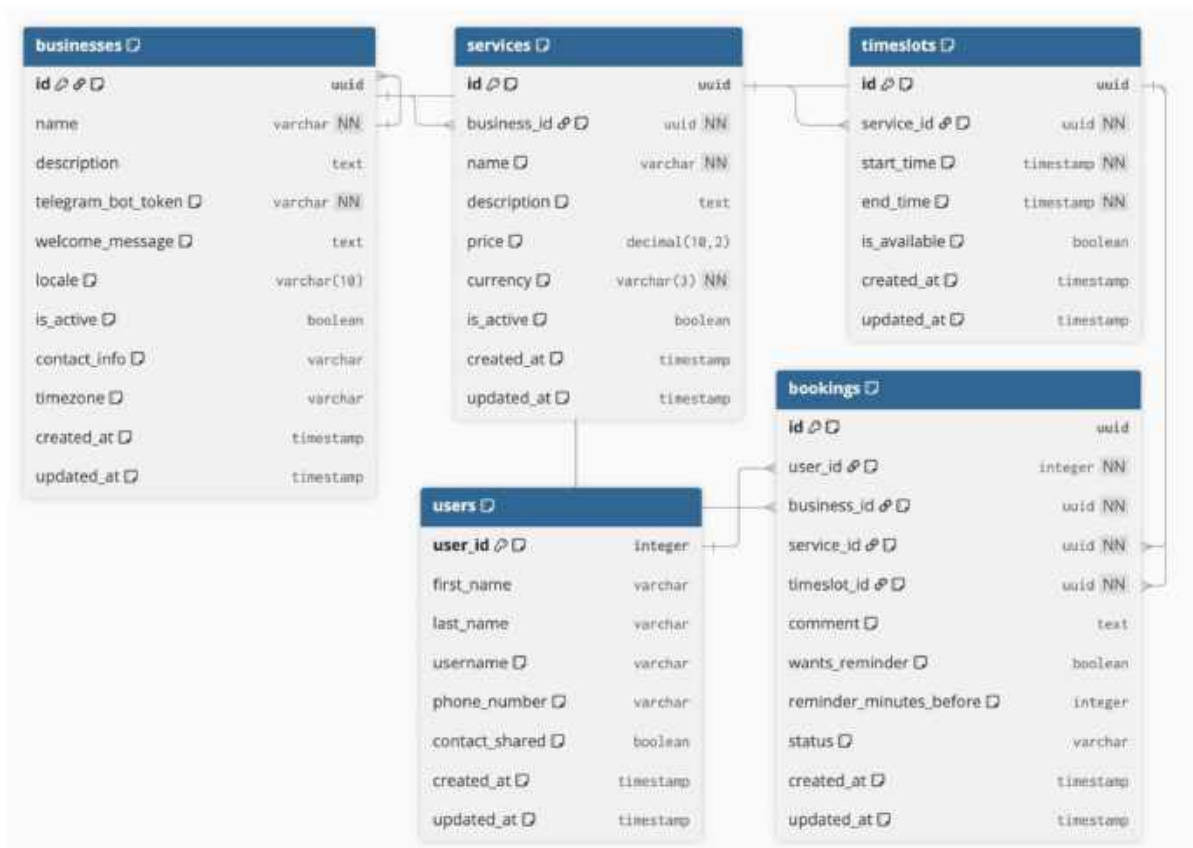 businesses
id uuid
name varchar NN
description text
telegram_bot_token varchar NN
welcome_message text
locale varchar(10)
is_active boolean
contact_info varchar
timezone varchar
created_at timestamp
updated_at timestamp
services
id uuid
business_id uuid NN
name varchar NN
description text
price decimal(10,2)
currency varchar(3) NN
is_active boolean
created_at timestamp
updated_at timestamp
timeslots
id uuid
service_id uuid NN
start_time timestamp NN
end_time timestamp NN
is_available boolean
created_at timestamp
updated_at timestamp
users
user_id integer
first_name varchar
last_name varchar
username varchar
phone_number varchar
contact_shared boolean
created_at timestamp
updated_at timestamp
bookings
id uuid
user_id integer NN
business_id uuid NN
service_id uuid NN
timeslot_id uuid NN
comment text
wants_reminder boolean
reminder_minutes_before integer
status varchar
created_at timestamp
updated_at timestamp